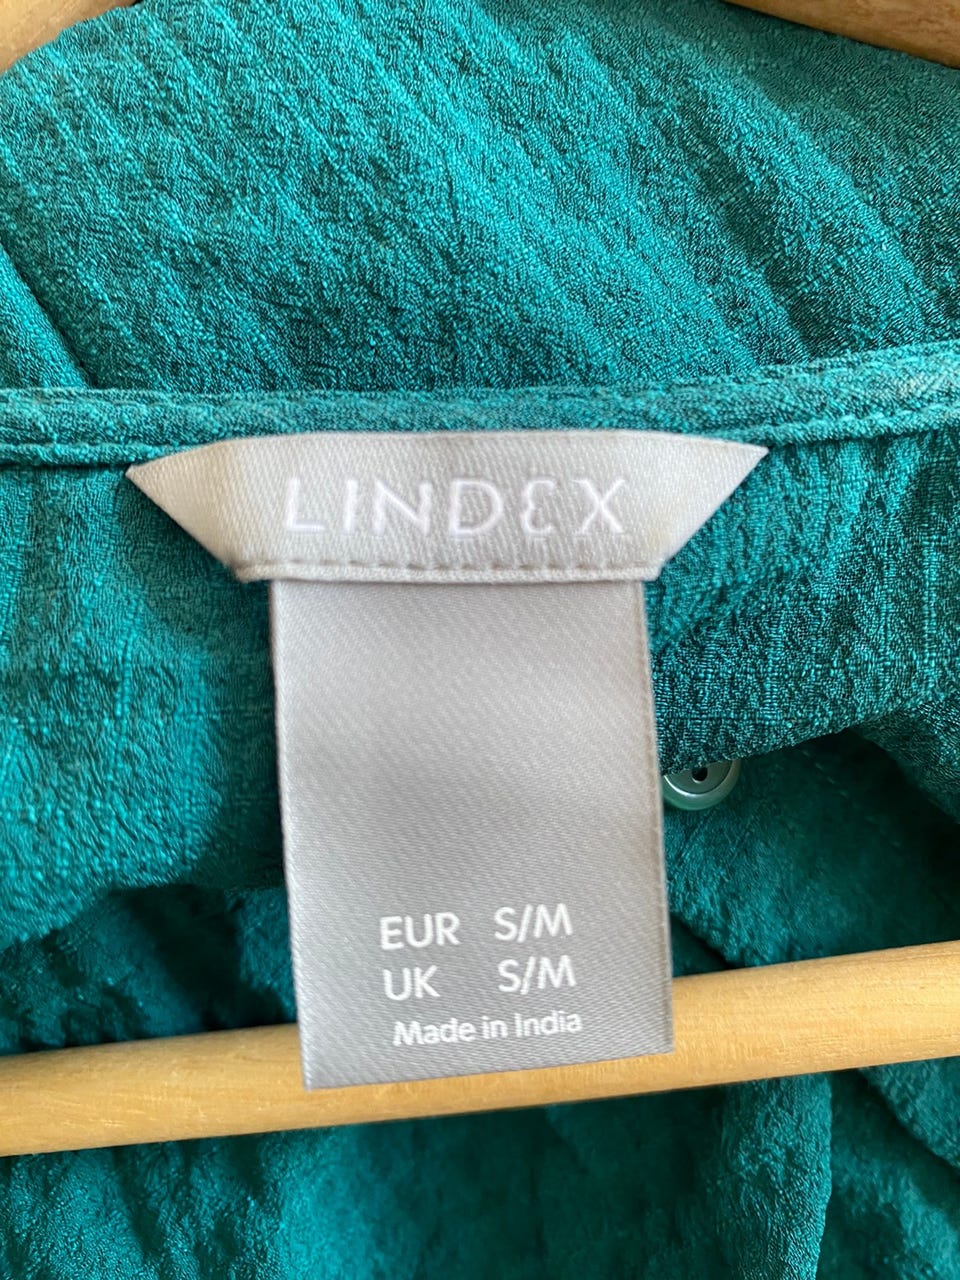 LINDEX
EUR S/M
UK S/M
Made in India